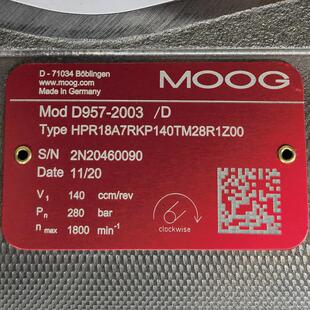 D - 71034 Böblingen
www.moog.com
Made in Germany
MOOG
Mod D957-2003 /D
Type HPR18A7RKP140TM28R1Z00
S/N 2N20460090
Date 11/20
V1 140 ccm/rev
Pn 280 bar
n max 1800 min⁻¹
clockwise